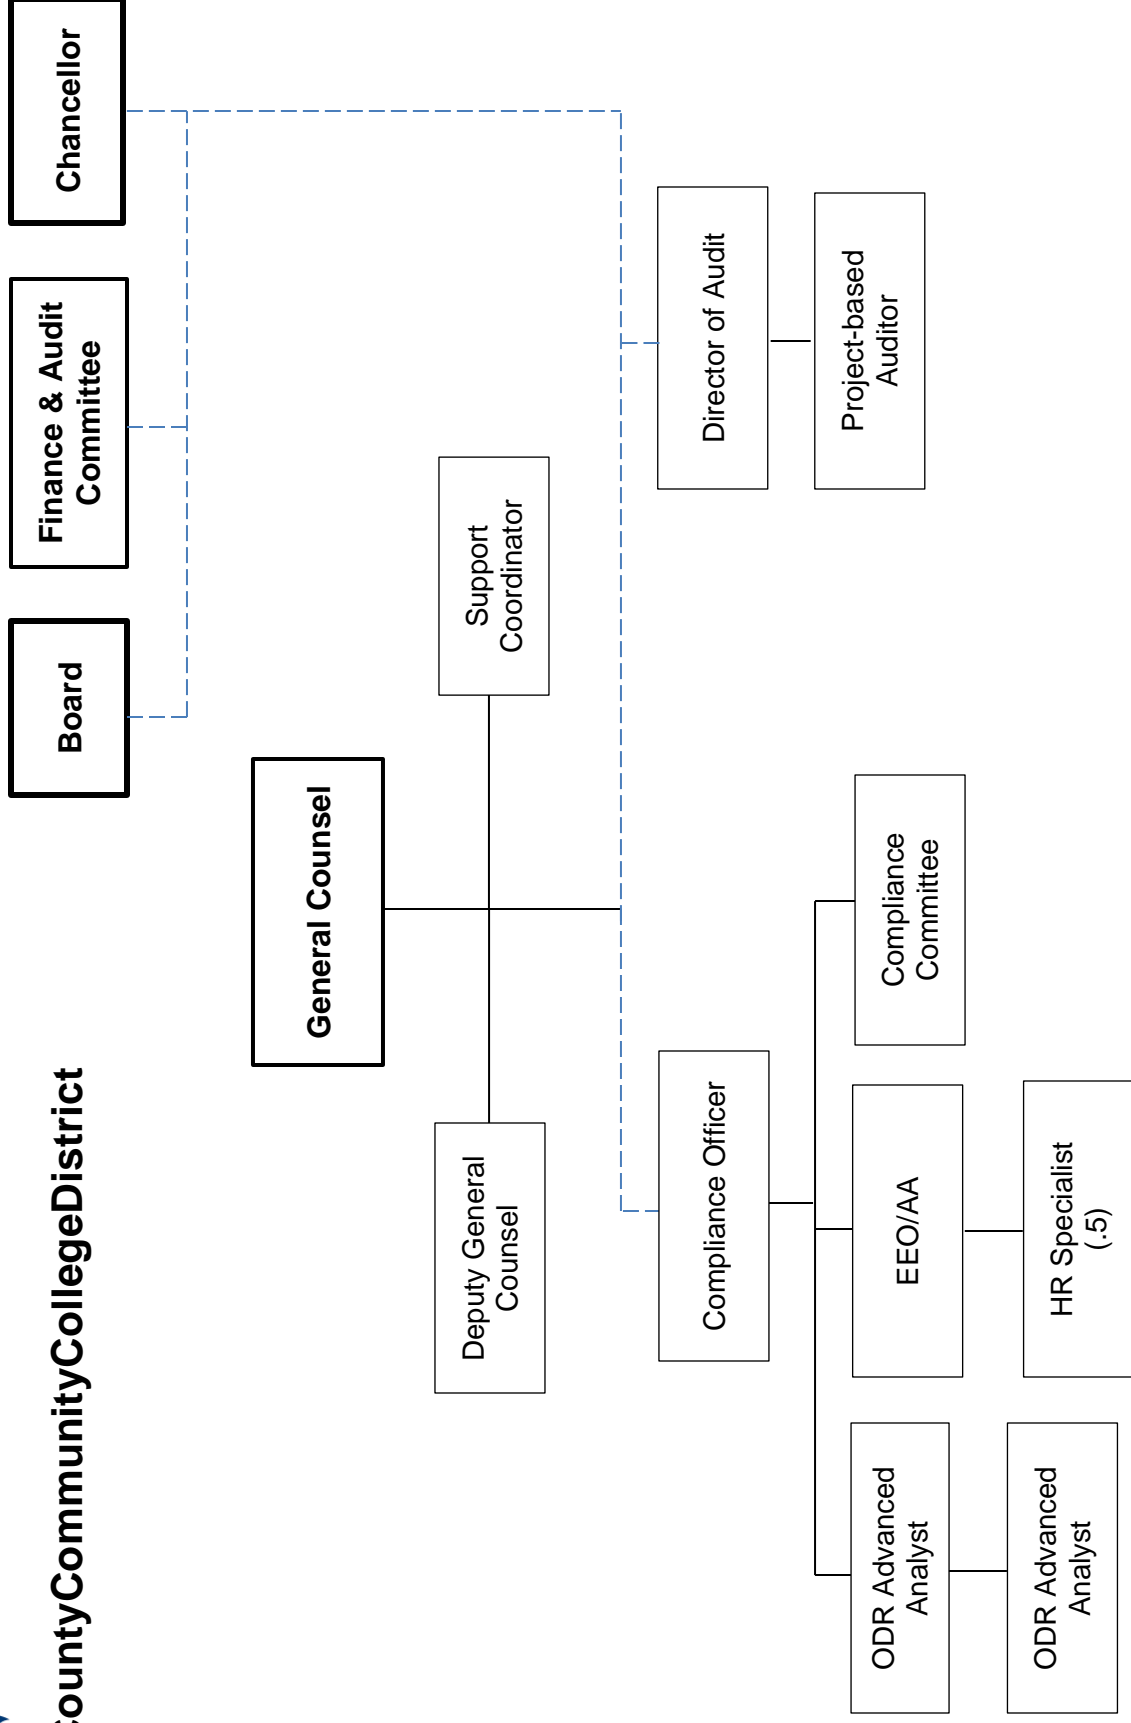 CountyCommunityCollegeDistrict
Board
Finance & Audit
Committee
Chancellor
General Counsel
Deputy General
Counsel
Support
Coordinator
Compliance Officer
Director of Audit
ODR Advanced
Analyst
EEO/AA
Compliance
Committee
Project-based
Auditor
ODR Advanced
Analyst
HR Specialist
(.5)